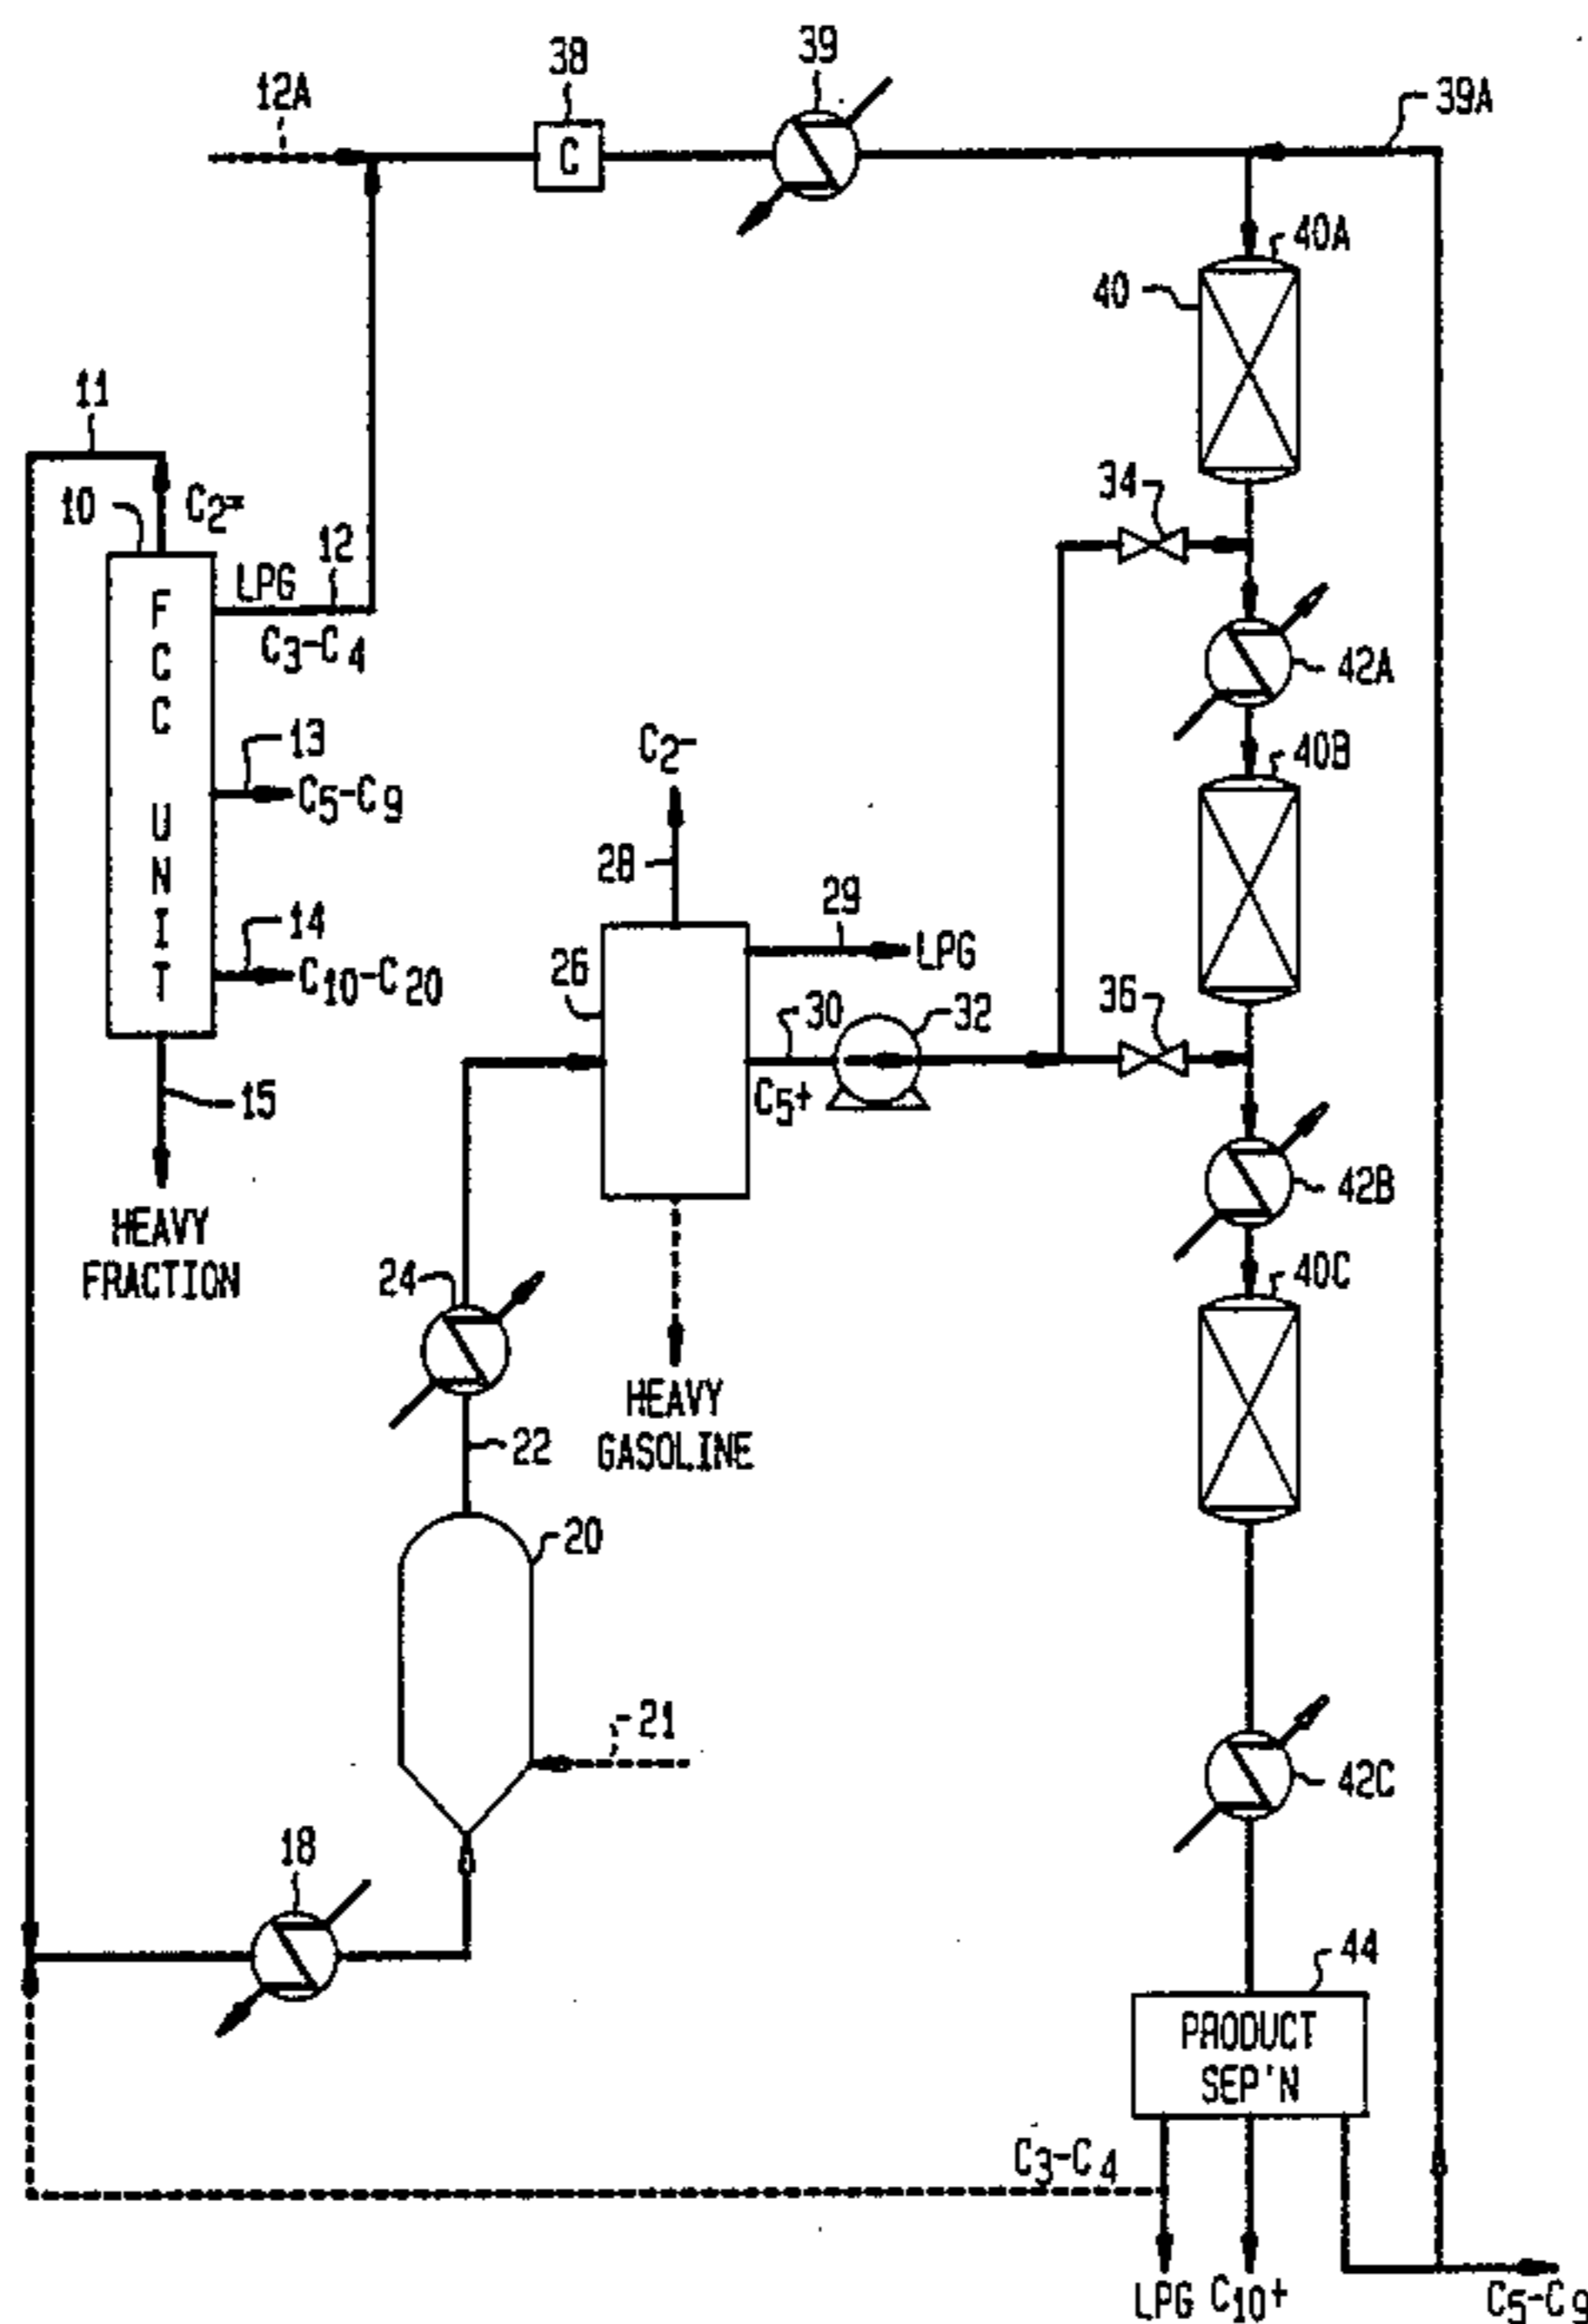 38
39
12A
39A
C
40A
40
11
10
C2=
34
LPG
12
C3-C4
FCC UNIT
42A
13
C5-C9
C2-
40B
28
29
LPG
14
C10-C20
26
30
32
36
C5+
15
HEAVY
FRACTION
42B
24
40C
HEAVY
GASOLINE
22
20
21
42C
18
44
PRODUCT
SEP'N
C3-C4
LPG
C10+
C5-C9